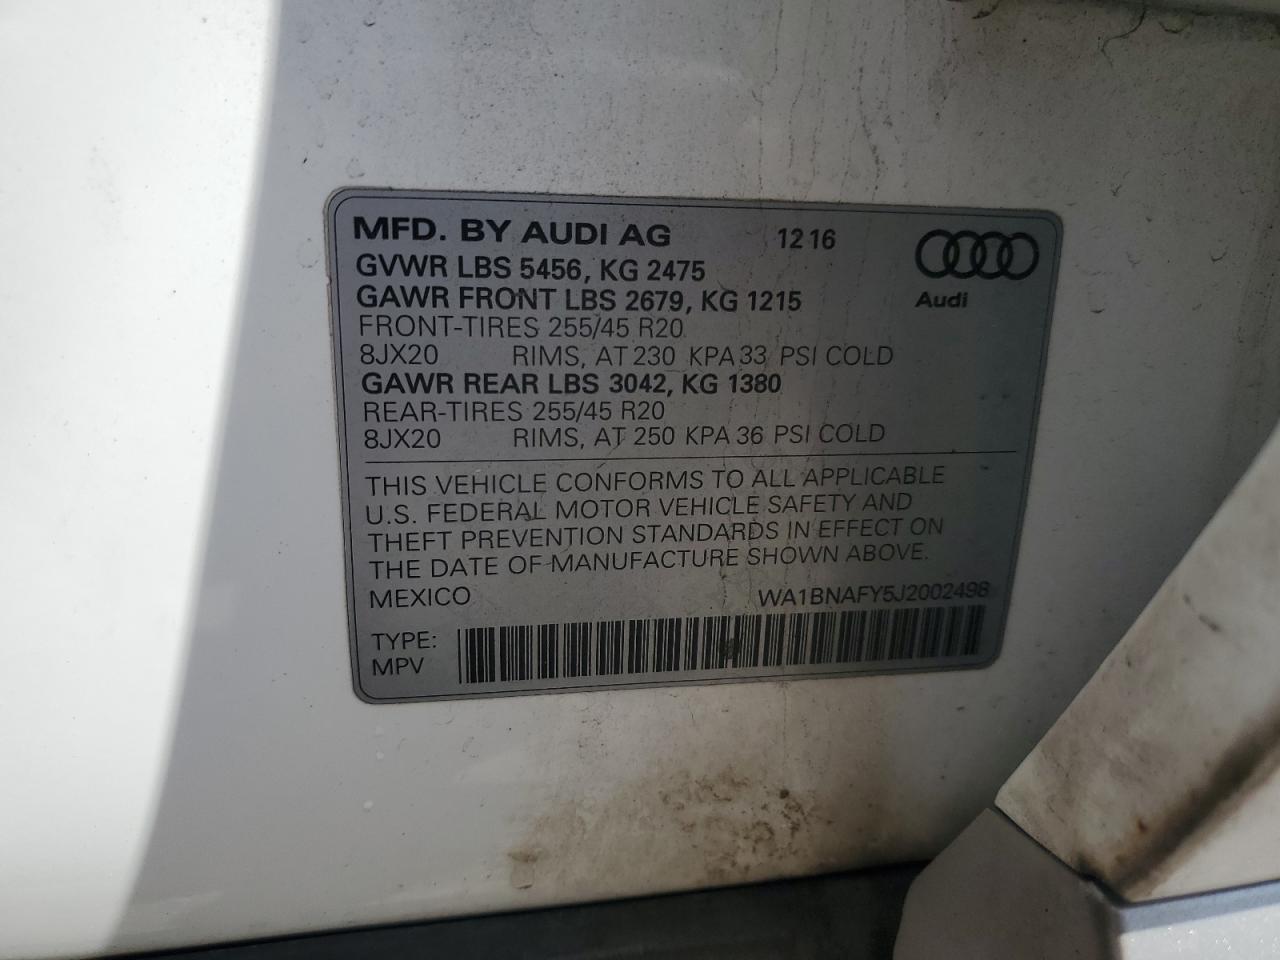 MFD. BY AUDI AG 12 16
GVWR LBS 5456, KG 2475
GAWR FRONT LBS 2679, KG 1215
Audi
FRONT-TIRES 255/45 R20
8JX20 RIMS, AT 230 KPA 33 PSI COLD
GAWR REAR LBS 3042, KG 1380
REAR-TIRES 255/45 R20
8JX20 RIMS, AT 250 KPA 36 PSI COLD
THIS VEHICLE CONFORMS TO ALL APPLICABLE
U.S. FEDERAL MOTOR VEHICLE SAFETY AND
THEFT PREVENTION STANDARDS IN EFFECT ON
THE DATE OF MANUFACTURE SHOWN ABOVE.
MEXICO WA1BNAFY5J2002498
TYPE:
MPV